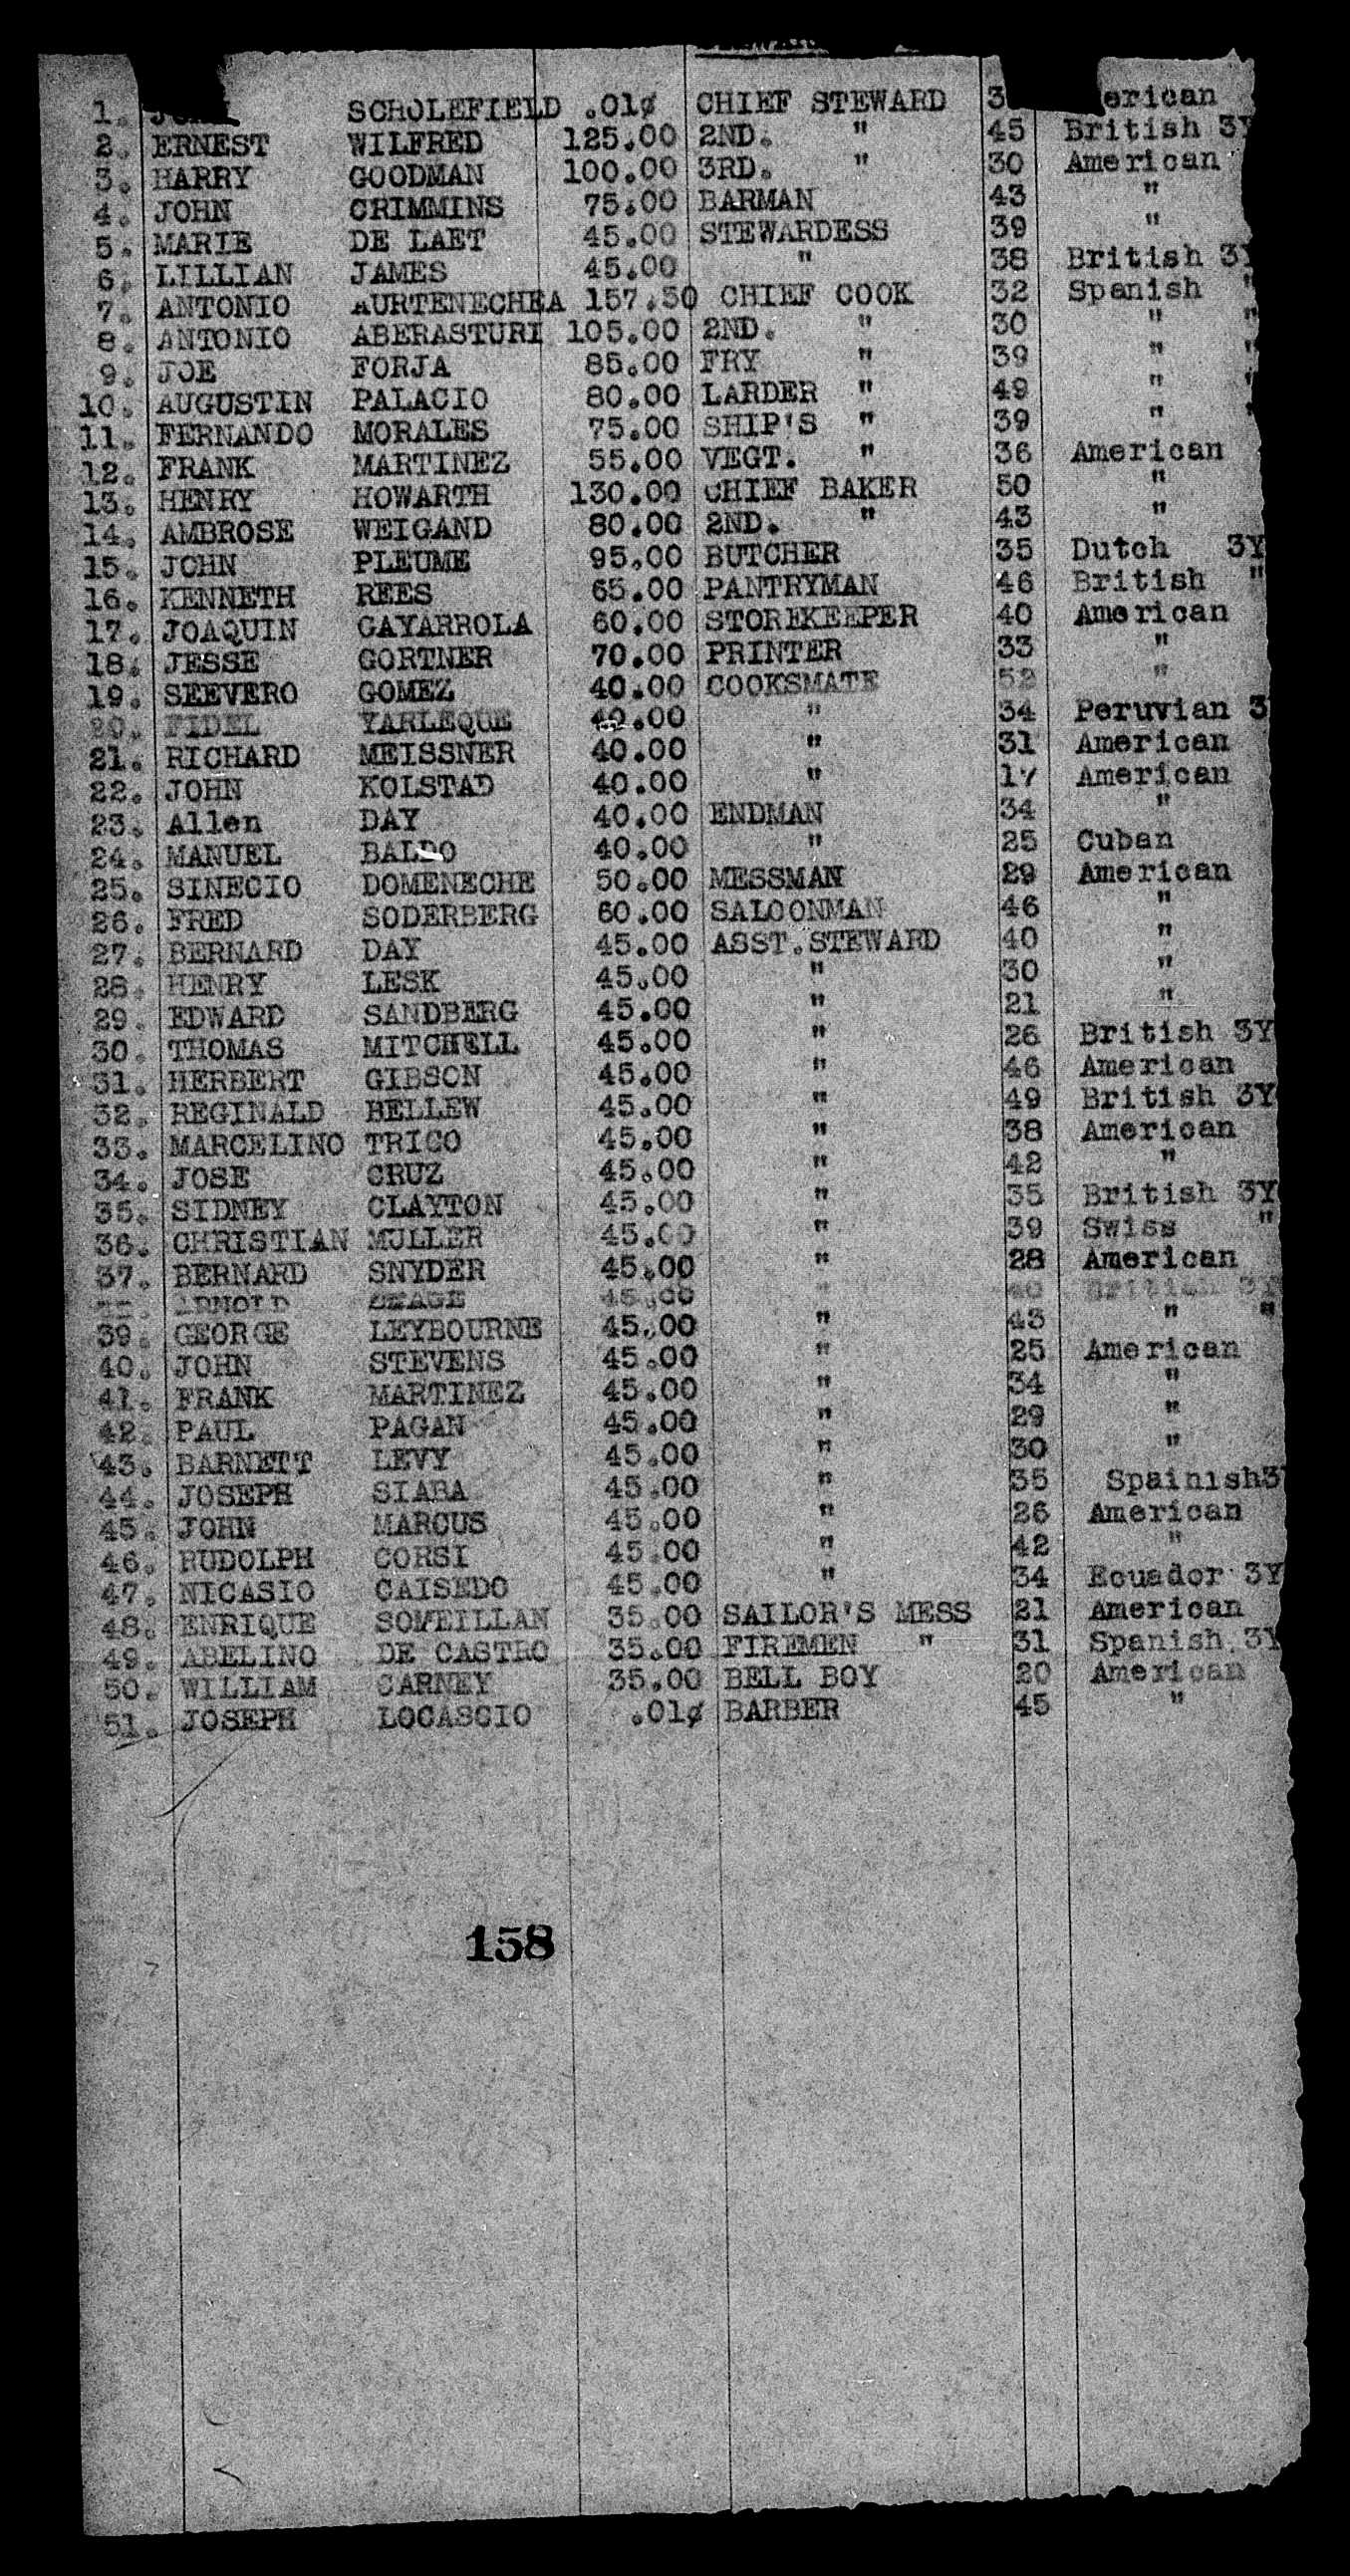 1. SCHOLEFIELD .01¢ CHIEF STEWARD 3 erican
2. ERNEST WILFRED 125.00 2ND. " 45 British 3Y
3. HARRY GOODMAN 100.00 3RD. " 30 American
4. JOHN CRIMMINS 75.00 BARMAN 43 "
5. MARIE DE LAET 45.00 STEWARDESS 39 "
6. LILLIAN JAMES 45.00 " 38 British 3Y
7. ANTONIO AURTENECHEA 157.50 CHIEF COOK 32 Spanish "
8. ANTONIO ABERASTURI 105.00 2ND. " 30 " "
9. JOE FORJA 85.00 FRY " 39 " "
10. AUGUSTIN PALACIO 80.00 LARDER " 49 " "
11. FERNANDO MORALES 75.00 SHIP'S " 39 " "
12. FRANK MARTINEZ 55.00 VEGT. " 36 American
13. HENRY HOWARTH 130.00 CHIEF BAKER 50 "
14. AMBROSE WEIGAND 80.00 2ND. " 43 "
15. JOHN PLEUME 95.00 BUTCHER 35 Dutch 3Y
16. KENNETH REES 65.00 PANTRYMAN 46 British "
17. JOAQUIN GAYARROLA 60.00 STOREKEEPER 40 American
18. JESSE GORTNER 70.00 PRINTER 33 "
19. SEEVERO GOMEZ 40.00 COOKSMATE 52 "
20. FIDEL YARLEQUE 40.00 " 34 Peruvian 3
21. RICHARD MEISSNER 40.00 " 31 American
22. JOHN KOLSTAD 40.00 " 17 American
23. Allen DAY 40.00 ENDMAN 34 "
24. MANUEL BALDO 40.00 " 25 Cuban
25. SINECIO DOMENECHE 50.00 MESSMAN 29 American
26. FRED SODERBERG 60.00 SALOONMAN 46 "
27. BERNARD DAY 45.00 ASST.STEWARD 40 "
28. HENRY LESK 45.00 " 30 "
29. EDWARD SANDBERG 45.00 " 21 "
30. THOMAS MITCHELL 45.00 " 26 British 3Y
31. HERBERT GIBSON 45.00 " 46 American
32. REGINALD BELLEW 45.00 " 49 British 3Y
33. MARCELINO TRICO 45.00 " 38 American
34. JOSE CRUZ 45.00 " 42 "
35. SIDNEY CLAYTON 45.00 " 35 British 3Y
36. CHRISTIAN MULLER 45.00 " 39 Swiss "
37. BERNARD SNYDER 45.00 " 28 American
ARNOLD 45.00 " British 3Y
39. GEORGE LEYBOURNE 45.00 " 43 " "
40. JOHN STEVENS 45.00 " 25 American
41. FRANK MARTINEZ 45.00 " 34 "
42. PAUL PAGAN 45.00 " 29 "
43. BARNETT LEVY 45.00 " 30 "
44. JOSEPH SIABA 45.00 " 35 Spainish3Y
45. JOHN MARCUS 45.00 " 26 American
46. RUDOLPH CORSI 45.00 " 42 "
47. NICASIO CAISEDO 45.00 " 34 Ecuador 3Y
48. ENRIQUE SOMEILLAN 35.00 SAILOR'S MESS 21 American
49. ABELINO DE CASTRO 35.00 FIREMEN " 31 Spanish 3Y
50. WILLIAM CARNEY 35.00 BELL BOY 20 American
51. JOSEPH LOCASCIO .01¢ BARBER 45 "
158